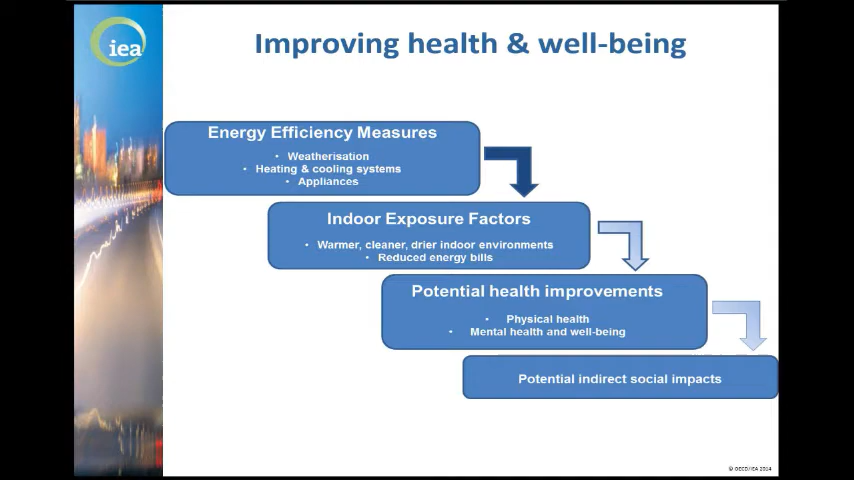 iea
Improving health & well-being
Energy Efficiency Measures
• Weatherisation
• Heating & cooling systems
• Appliances
Indoor Exposure Factors
• Warmer, cleaner, drier indoor environments
• Reduced energy bills
Potential health improvements
• Physical health
• Mental health and well-being
Potential indirect social impacts
© OECD/IEA 2014